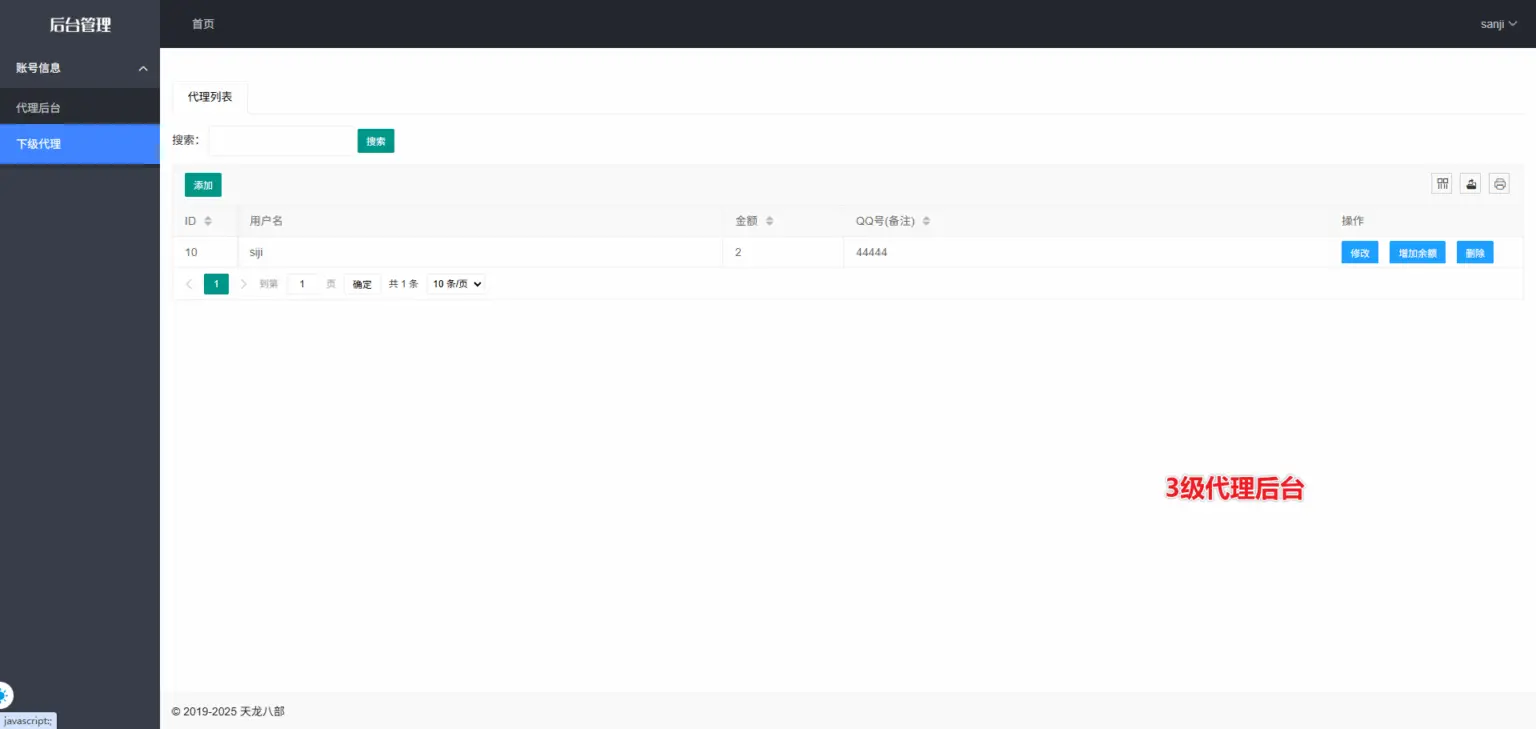 后台管理
首页
sanji
账号信息
代理后台
下级代理
代理列表
搜索：
搜索
添加
ID 用户名 金额 QQ号(备注) 操作
10 siji 2 44444 修改 增加余额 删除
1 到第 1 页 确定 共 1 条 10 条/页
3级代理后台
© 2019-2025 天龙八部
javascript:;